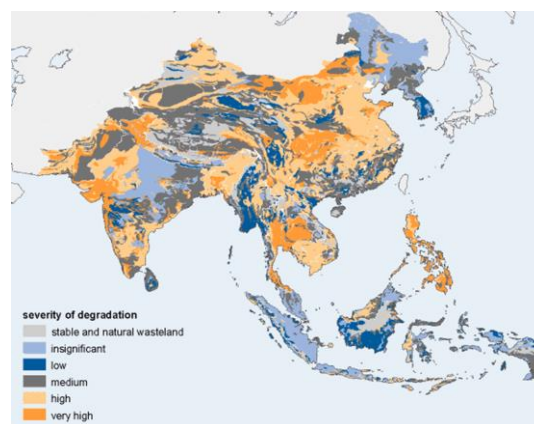 severity of degradation
stable and natural wasteland
insignificant
low
medium
high
very high